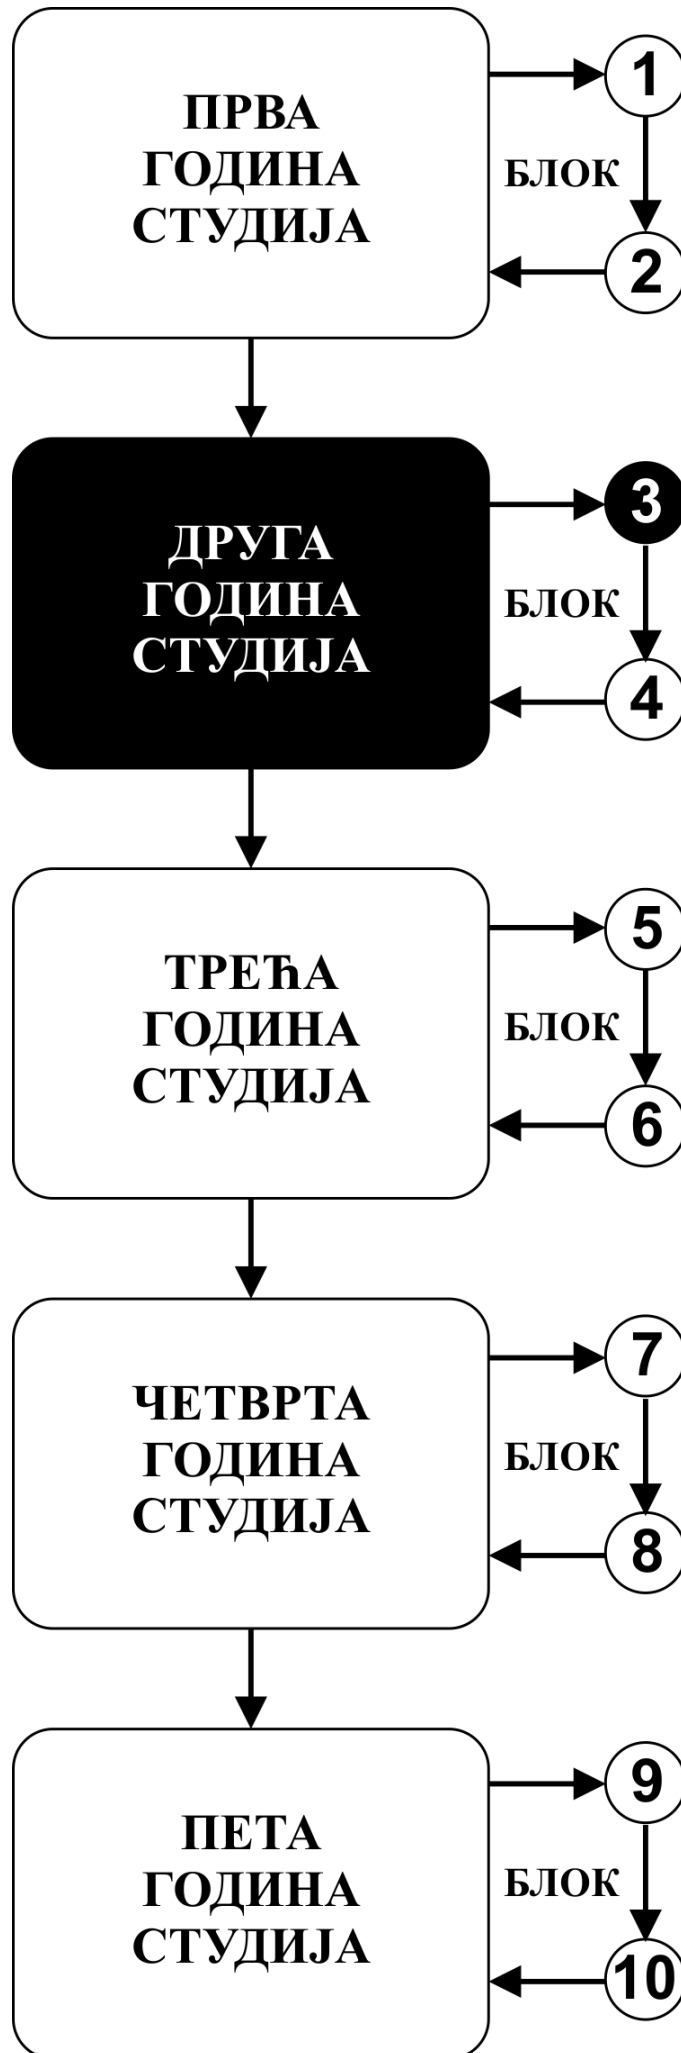 ПРВА
ГОДИНА
СТУДИЈА
1
БЛОК
2
ДРУГА
ГОДИНА
СТУДИЈА
3
БЛОК
4
ТРЕЋА
ГОДИНА
СТУДИЈА
5
БЛОК
6
ЧЕТВРТА
ГОДИНА
СТУДИЈА
7
БЛОК
8
ПЕТА
ГОДИНА
СТУДИЈА
9
БЛОК
10